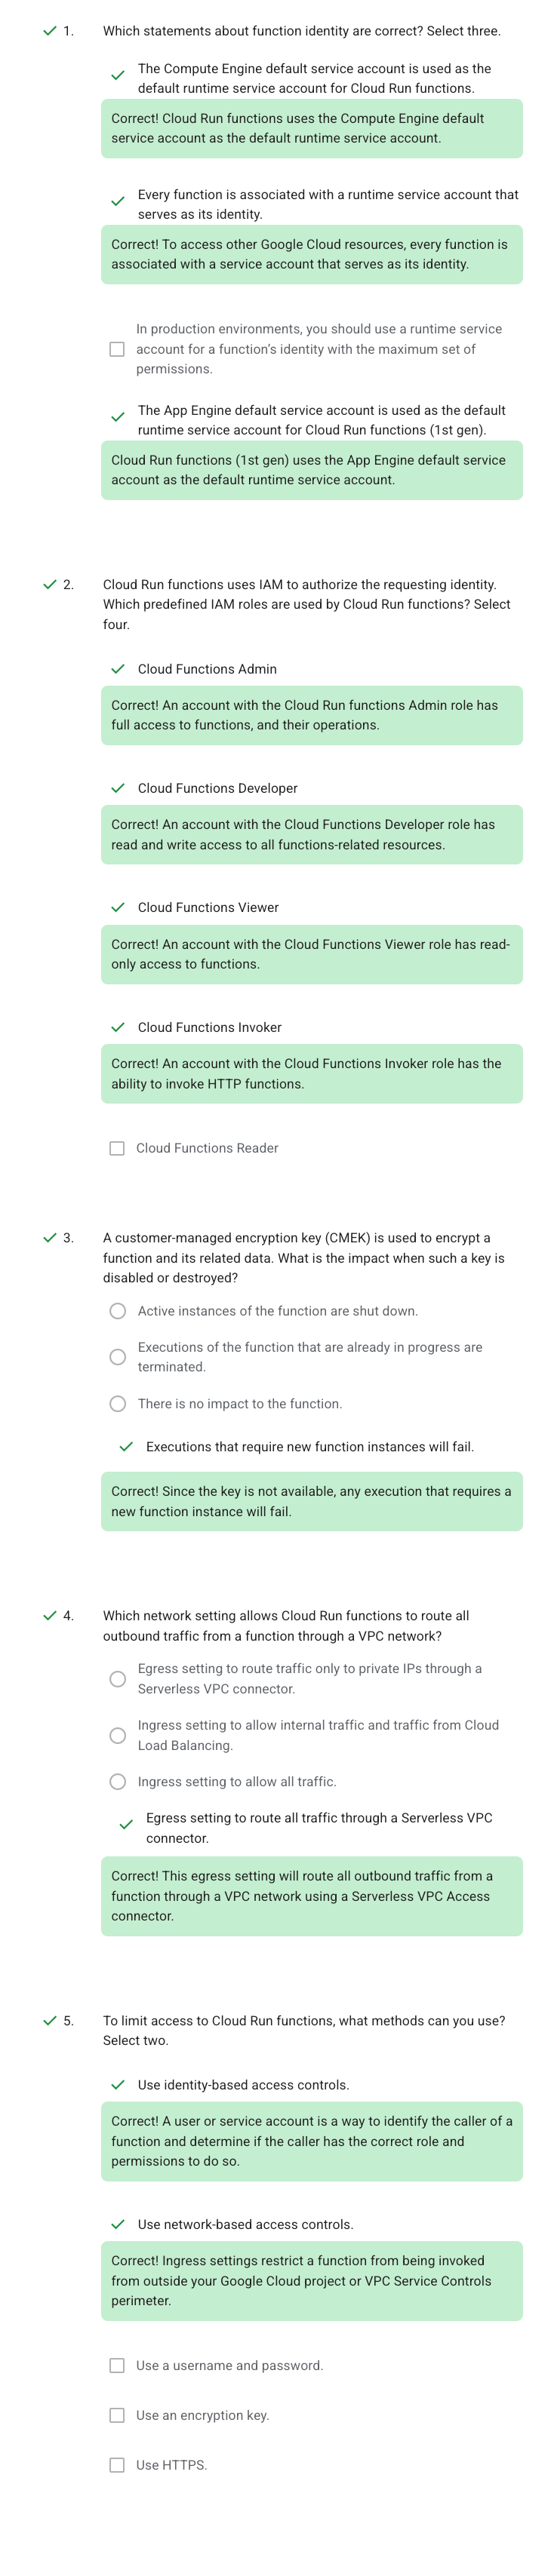 1. Which statements about function identity are correct? Select three.
The Compute Engine default service account is used as the
default runtime service account for Cloud Run functions.
Correct! Cloud Run functions uses the Compute Engine default
service account as the default runtime service account.
Every function is associated with a runtime service account that
serves as its identity.
Correct! To access other Google Cloud resources, every function is
associated with a service account that serves as its identity.
In production environments, you should use a runtime service
account for a function’s identity with the maximum set of
permissions.
The App Engine default service account is used as the default
runtime service account for Cloud Run functions (1st gen).
Cloud Run functions (1st gen) uses the App Engine default service
account as the default runtime service account.
2. Cloud Run functions uses IAM to authorize the requesting identity.
Which predefined IAM roles are used by Cloud Run functions? Select
four.
Cloud Functions Admin
Correct! An account with the Cloud Run functions Admin role has
full access to functions, and their operations.
Cloud Functions Developer
Correct! An account with the Cloud Functions Developer role has
read and write access to all functions-related resources.
Cloud Functions Viewer
Correct! An account with the Cloud Functions Viewer role has read-
only access to functions.
Cloud Functions Invoker
Correct! An account with the Cloud Functions Invoker role has the
ability to invoke HTTP functions.
Cloud Functions Reader
3. A customer-managed encryption key (CMEK) is used to encrypt a
function and its related data. What is the impact when such a key is
disabled or destroyed?
Active instances of the function are shut down.
Executions of the function that are already in progress are
terminated.
There is no impact to the function.
Executions that require new function instances will fail.
Correct! Since the key is not available, any execution that requires a
new function instance will fail.
4. Which network setting allows Cloud Run functions to route all
outbound traffic from a function through a VPC network?
Egress setting to route traffic only to private IPs through a
Serverless VPC connector.
Ingress setting to allow internal traffic and traffic from Cloud
Load Balancing.
Ingress setting to allow all traffic.
Egress setting to route all traffic through a Serverless VPC
connector.
Correct! This egress setting will route all outbound traffic from a
function through a VPC network using a Serverless VPC Access
connector.
5. To limit access to Cloud Run functions, what methods can you use?
Select two.
Use identity-based access controls.
Correct! A user or service account is a way to identify the caller of a
function and determine if the caller has the correct role and
permissions to do so.
Use network-based access controls.
Correct! Ingress settings restrict a function from being invoked
from outside your Google Cloud project or VPC Service Controls
perimeter.
Use a username and password.
Use an encryption key.
Use HTTPS.